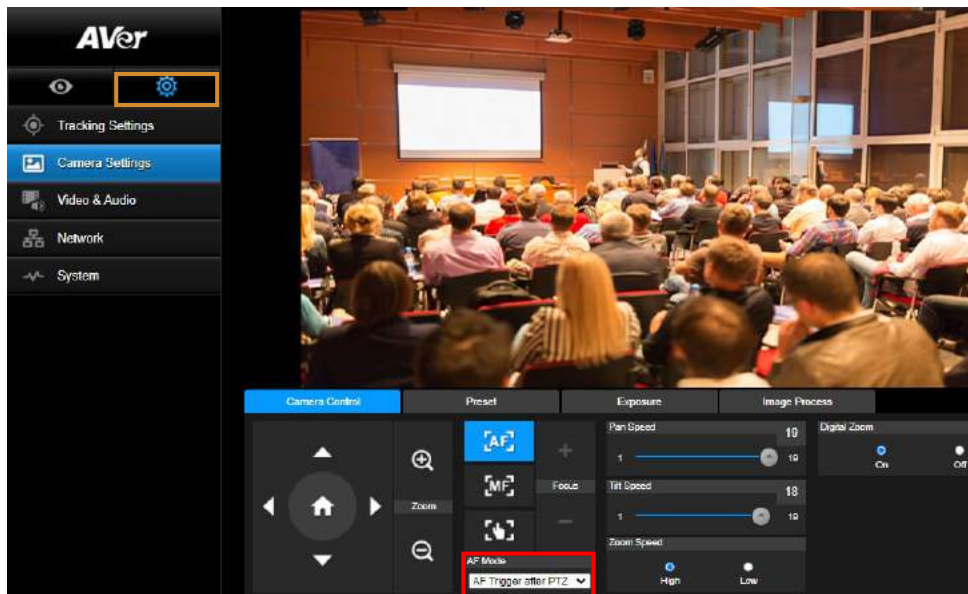 AVer
Tracking Settings
Camera Settings
Video & Audio
Network
System
Camera Control
Preset
Exposure
Image Process
Zoom
AF
MF
Focus
AF Mode
AF Trigger after PTZ
Pan Speed
19
1
19
Tilt Speed
18
1
19
Zoom Speed
High
Low
Digital Zoom
On
Off